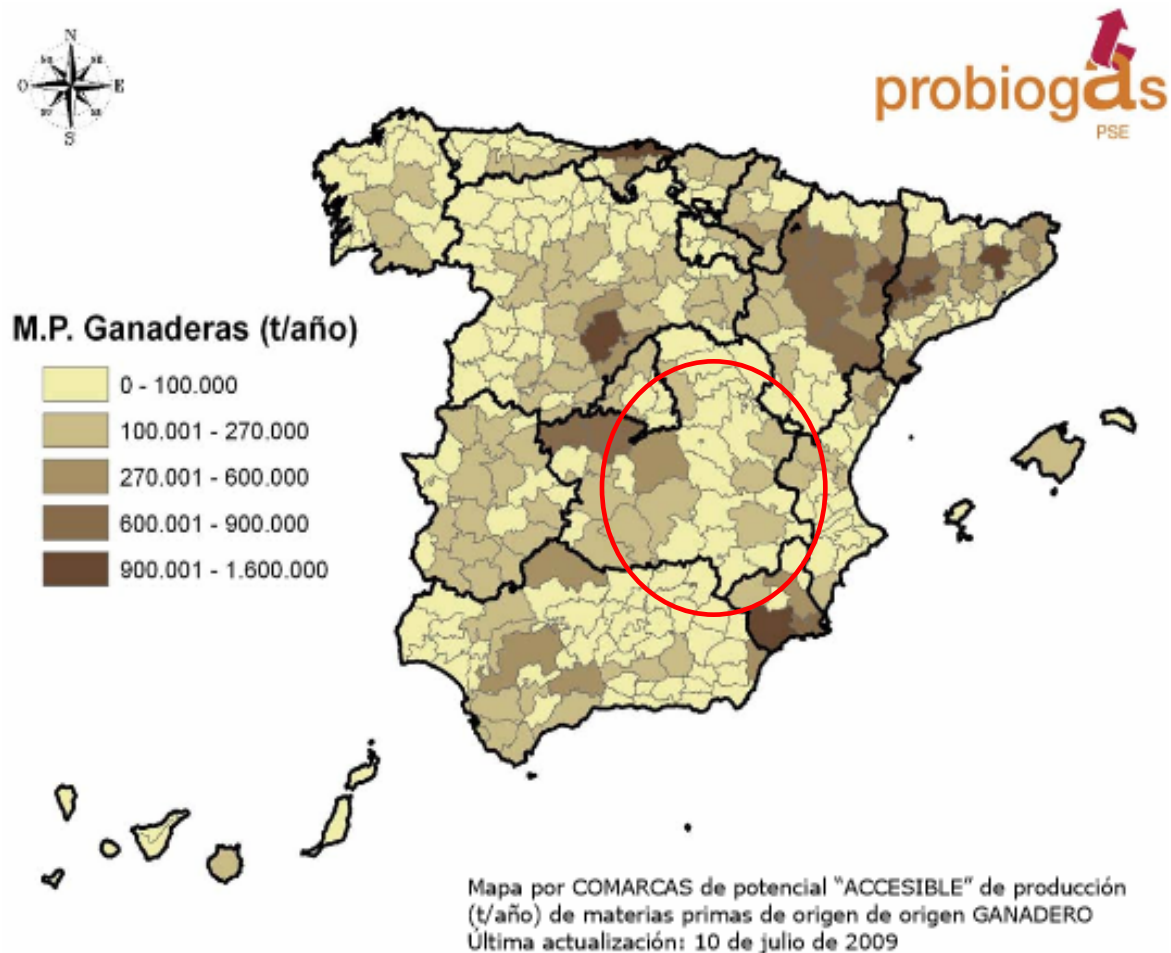 N
O
E
S
probiogas
PSE
M.P. Ganaderas (t/año)
0 - 100.000
100.001 - 270.000
270.001 - 600.000
600.001 - 900.000
900.001 - 1.600.000
Mapa por COMARCAS de potencial "ACCESIBLE" de producción
(t/año) de materias primas de origen de origen GANADERO
Última actualización: 10 de julio de 2009